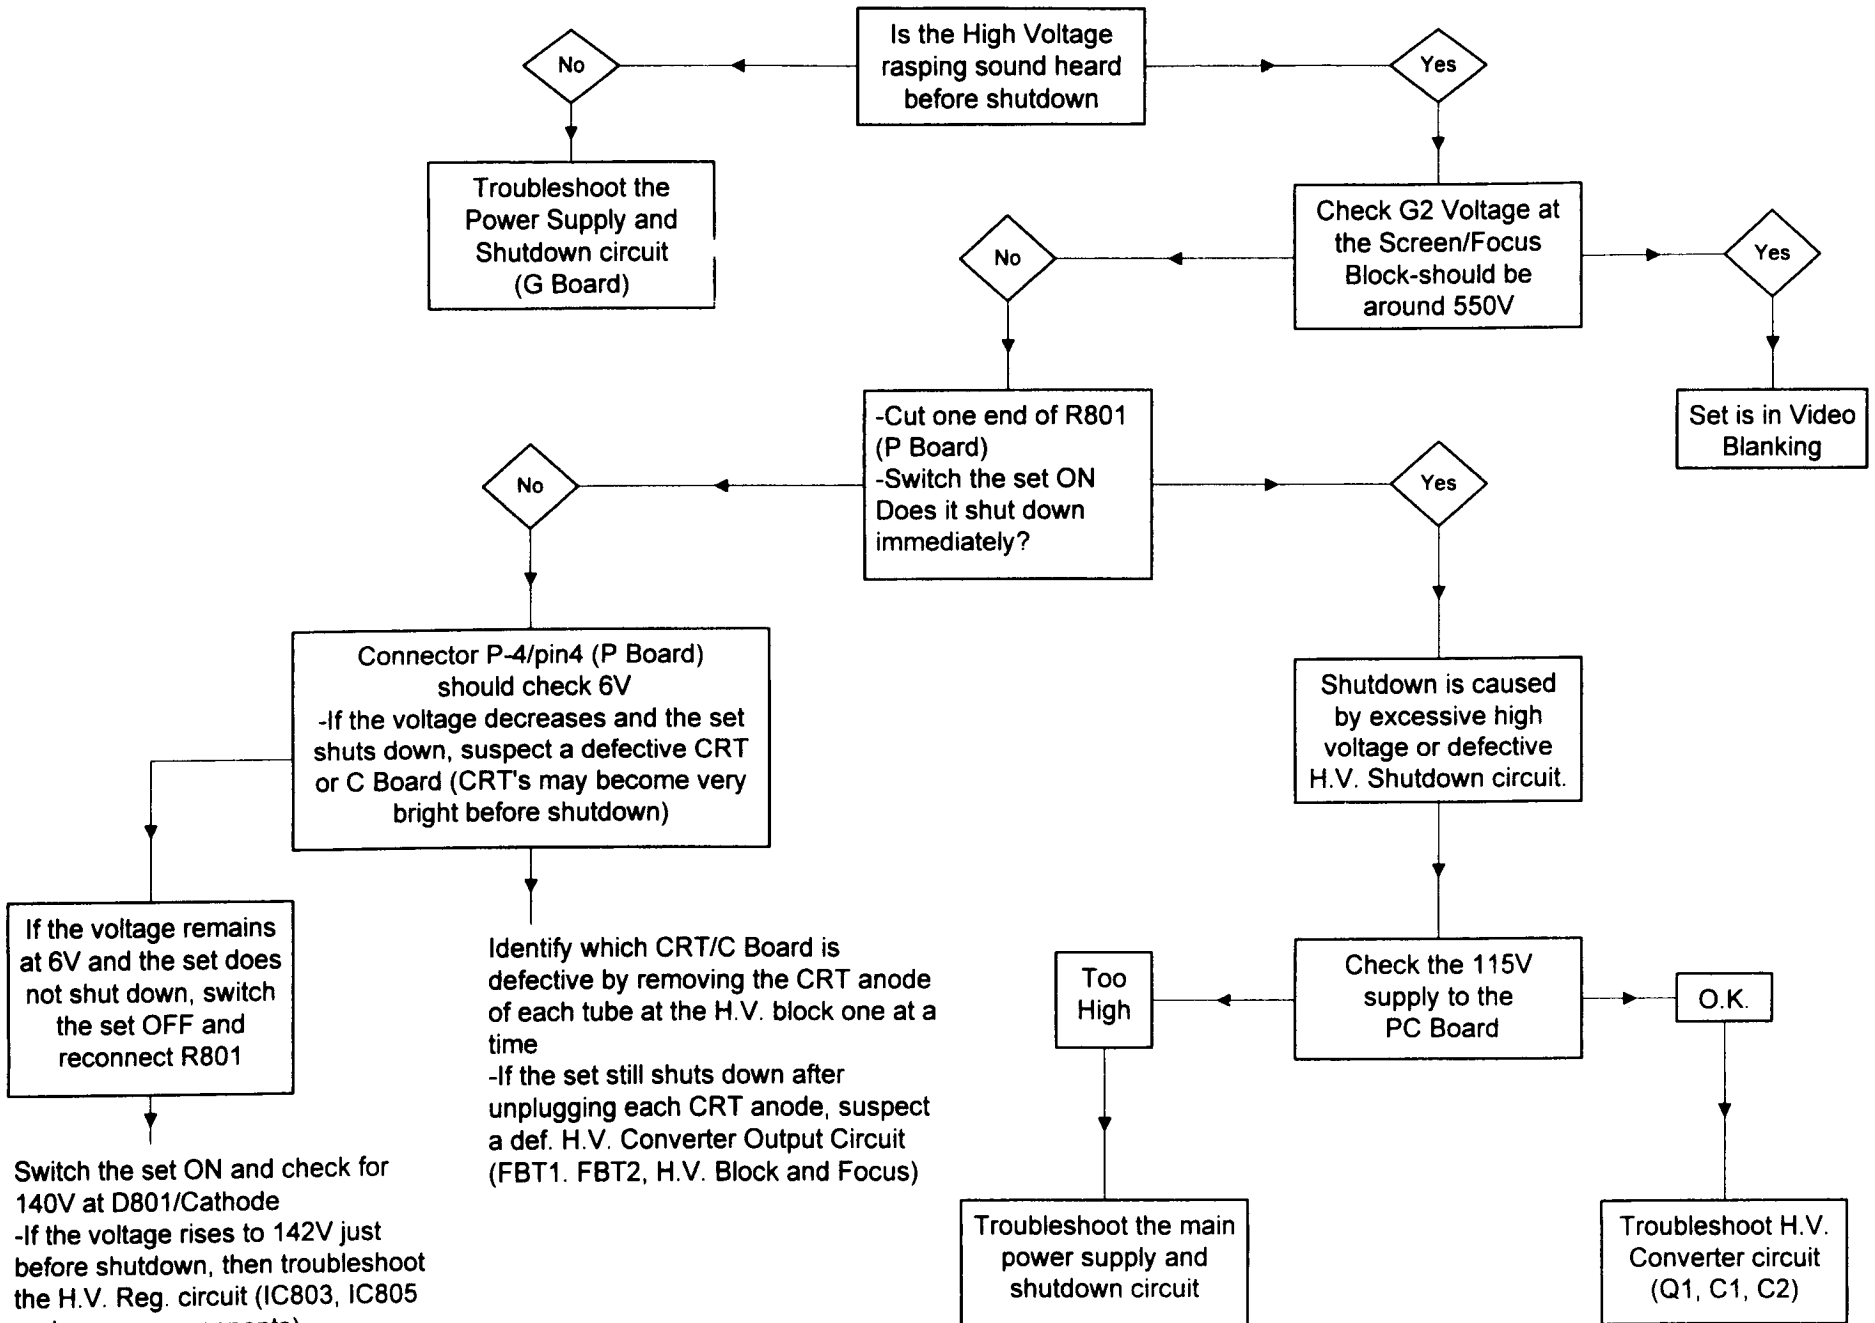 Is the High Voltage
rasping sound heard
before shutdown
No
Yes
Troubleshoot the
Power Supply and
Shutdown circuit
(G Board)
Check G2 Voltage at
the Screen/Focus
Block-should be
around 550V
No
Yes
-Cut one end of R801
(P Board)
-Switch the set ON
Does it shut down
immediately?
Set is in Video
Blanking
No
Yes
Connector P-4/pin4 (P Board)
should check 6V
-If the voltage decreases and the set
shuts down, suspect a defective CRT
or C Board (CRT's may become very
bright before shutdown)
Shutdown is caused
by excessive high
voltage or defective
H.V. Shutdown circuit.
If the voltage remains
at 6V and the set does
not shut down, switch
the set OFF and
reconnect R801
Identify which CRT/C Board is
defective by removing the CRT anode
of each tube at the H.V. block one at a
time
-If the set still shuts down after
unplugging each CRT anode, suspect
a def. H.V. Converter Output Circuit
(FBT1. FBT2, H.V. Block and Focus)
Too
High
Check the 115V
supply to the
PC Board
O.K.
Switch the set ON and check for
140V at D801/Cathode
-If the voltage rises to 142V just
before shutdown, then troubleshoot
the H.V. Reg. circuit (IC803, IC805
Troubleshoot the main
power supply and
shutdown circuit
Troubleshoot H.V.
Converter circuit
(Q1, C1, C2)